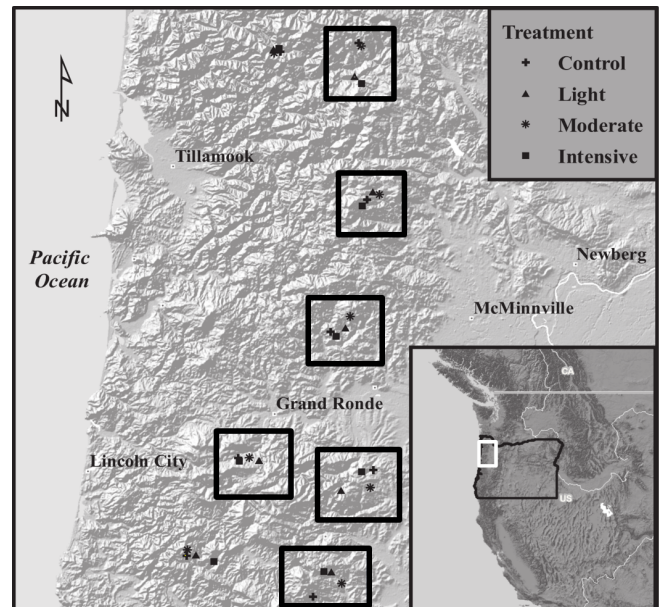 Treatment
Control
Light
Moderate
Intensive
N
Tillamook
Pacific
Ocean
Newberg
McMinnville
Grand Ronde
Lincoln City
CA
US